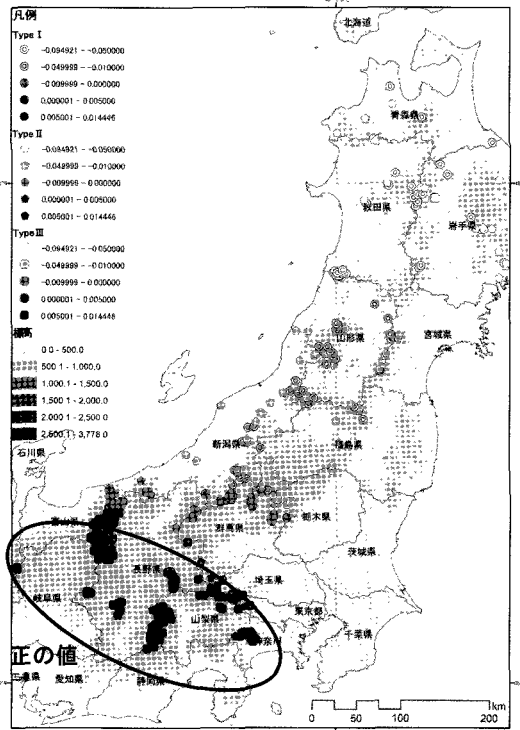 凡例
Type I
-0.094921 - -0.050000
-0.049999 - -0.010000
-0.009999 - 0.000000
0.000001 - 0.005000
0.005001 - 0.014446
Type II
-0.094921 - -0.050000
-0.049999 - -0.010000
-0.009999 - 0.000000
0.000001 - 0.005000
0.005001 - 0.014446
Type III
-0.094921 - -0.050000
-0.049999 - -0.010000
-0.009999 - 0.000000
0.000001 - 0.005000
0.005001 - 0.014446
標高
0.0 - 500.0
500.1 - 1,000.0
1,000.1 - 1,500.0
1,500.1 - 2,000.0
2,000.1 - 2,500.0
2,500.1 - 3,778.0
北海道
青森県
秋田県
岩手県
山形県
宮城県
新潟県
福島県
石川県
富山県
群馬県
栃木県
茨城県
長野県
埼玉県
岐阜県
山梨県
東京都
神奈川
千葉県
正の値
三重県
愛知県
静岡県
km
0 50 100 200